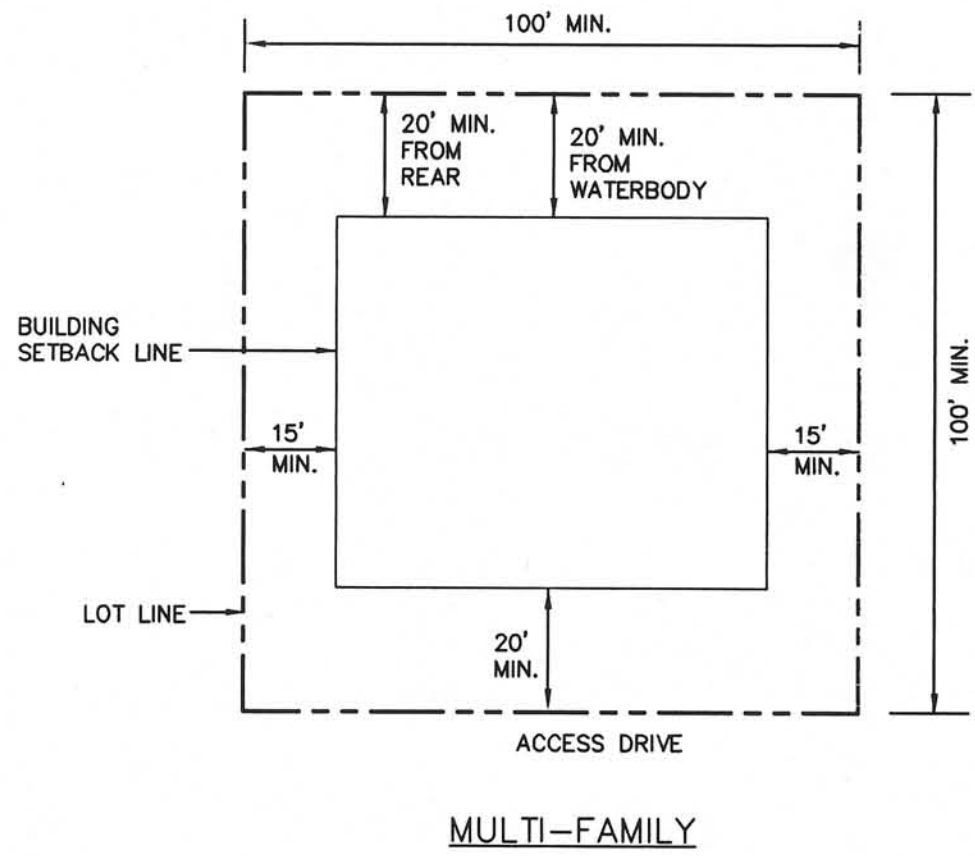 100' MIN.
20' MIN.
FROM
REAR
20' MIN.
FROM
WATERBODY
BUILDING
SETBACK LINE
100' MIN.
15'
MIN.
15'
MIN.
LOT LINE
20'
MIN.
ACCESS DRIVE
MULTI-FAMILY